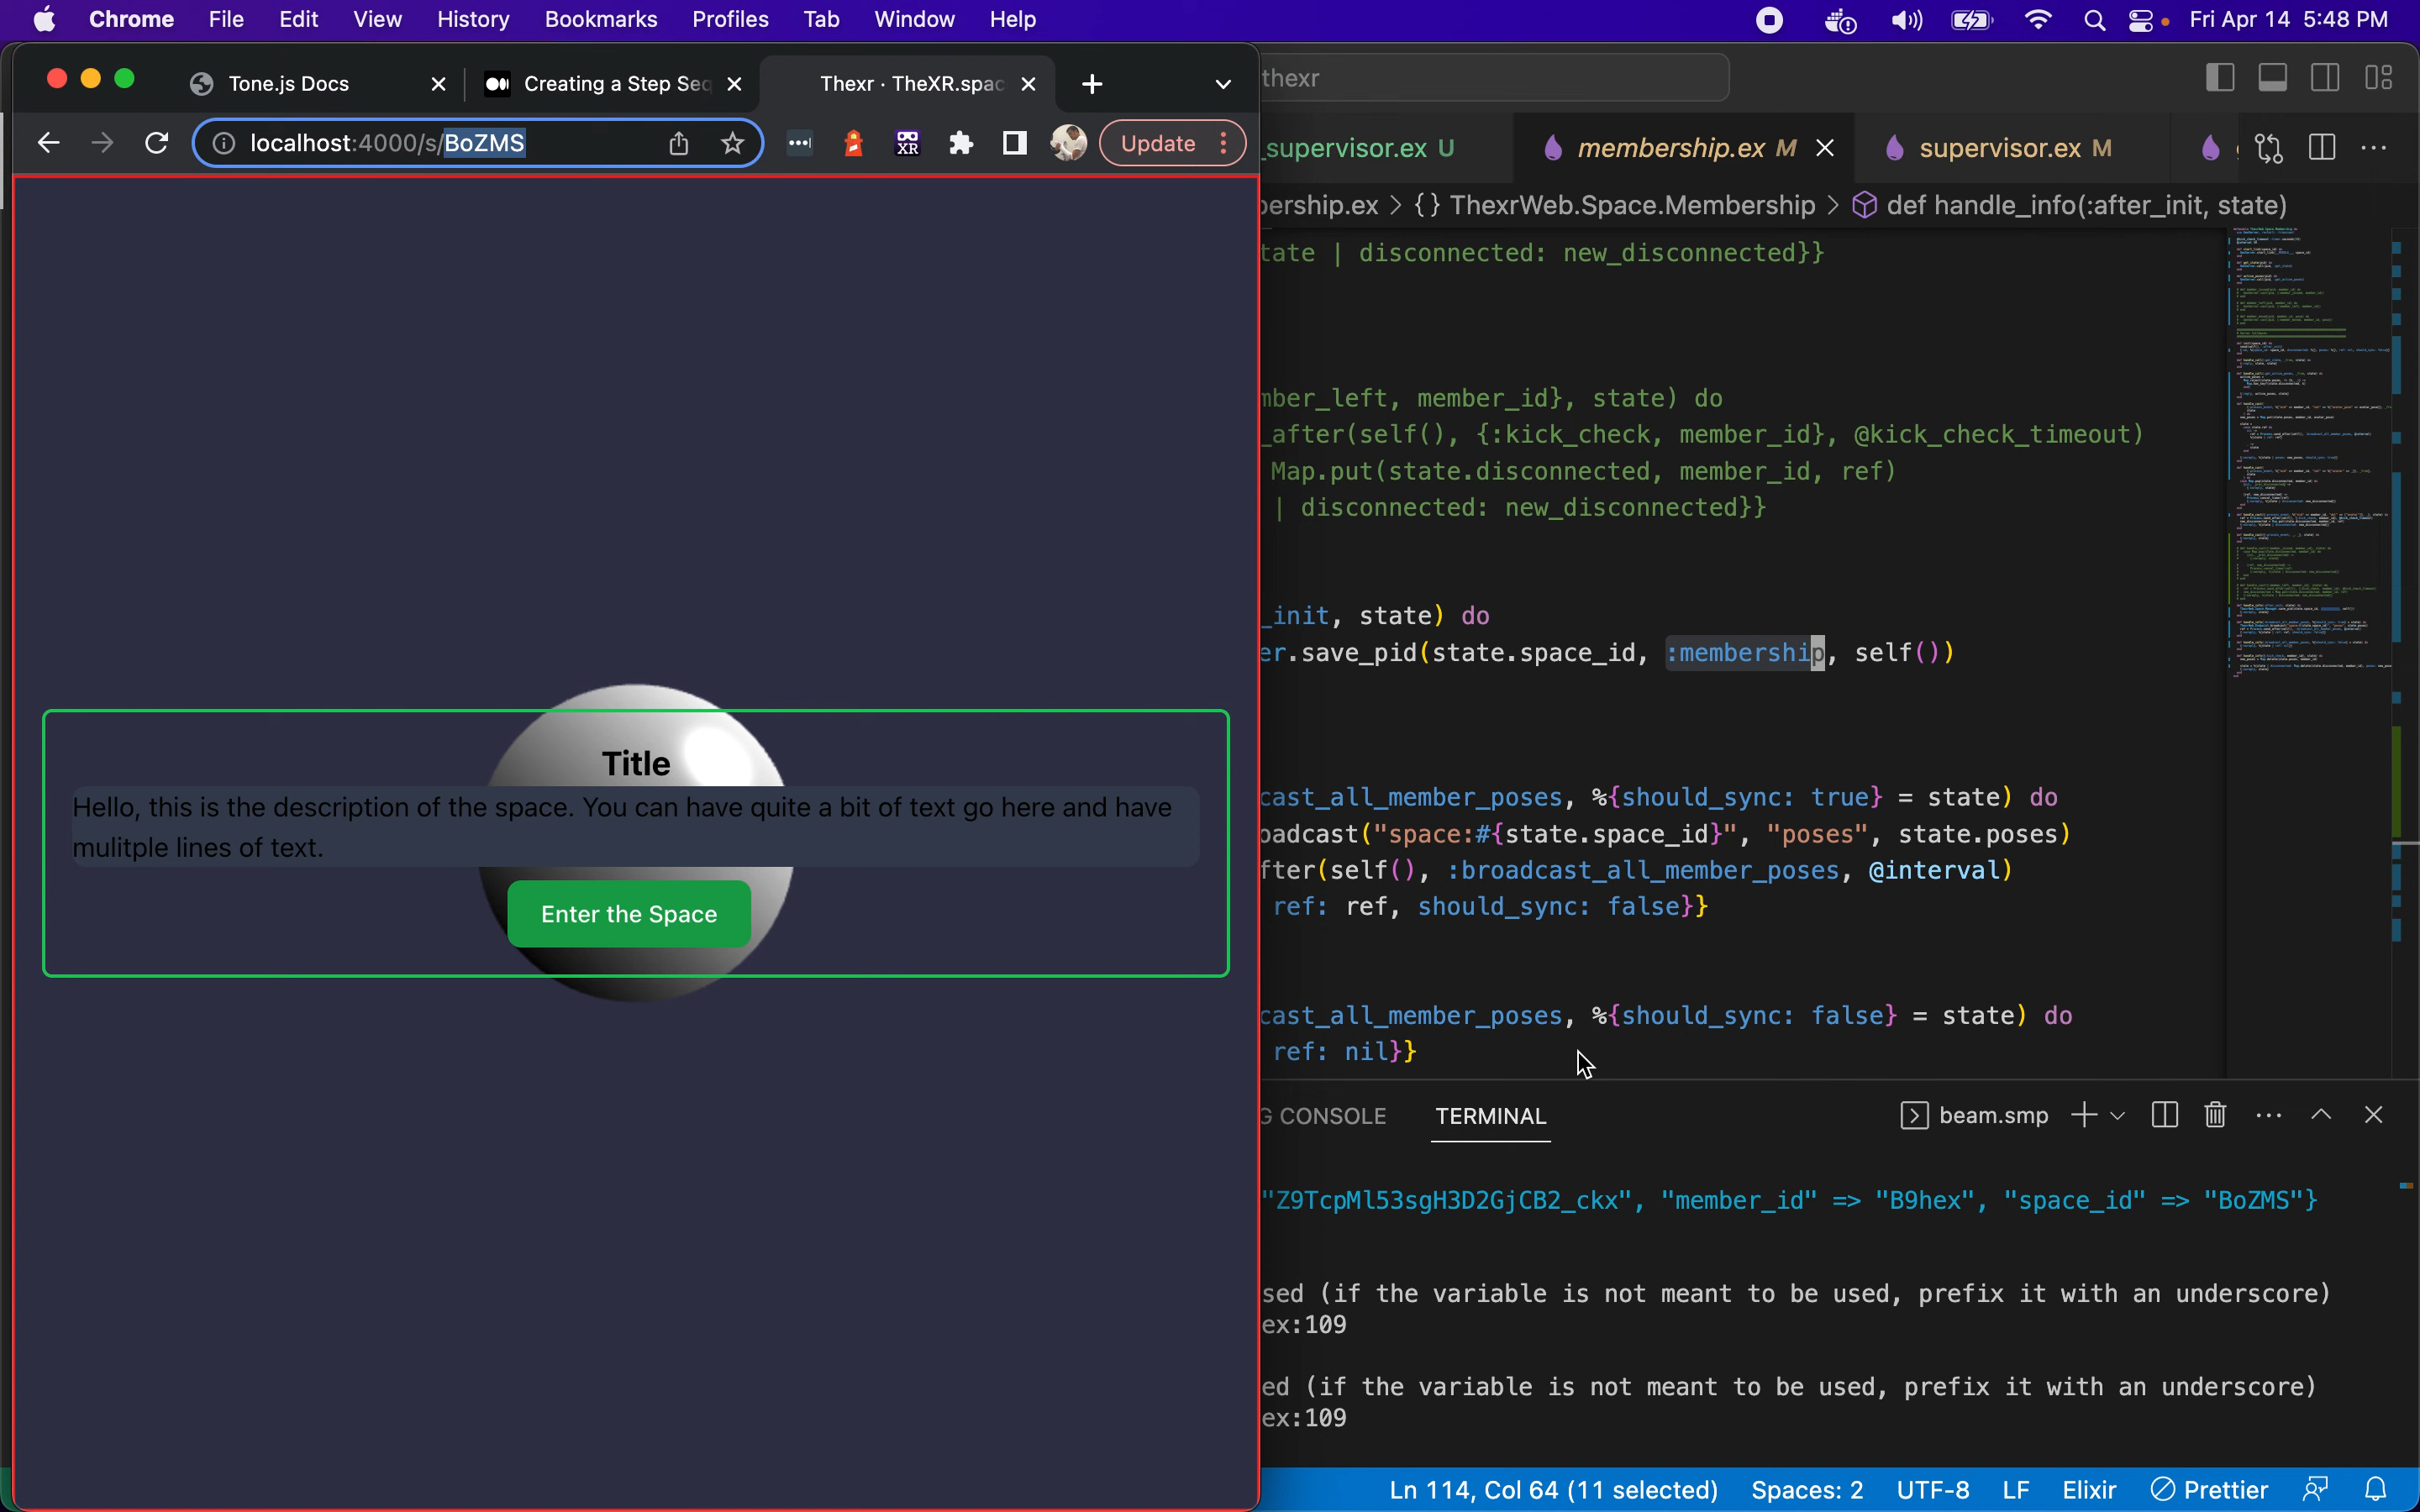 Chrome File Edit View History Bookmarks Profiles Tab Window Help Fri Apr 14 5:48 PM
Tone.js Docs Creating a Step Seq Thexr · TheXR.spac thexr
localhost:4000/s/BoZMS XR Update
_supervisor.ex U membership.ex M supervisor.ex M
bership.ex > {} ThexrWeb.Space.Membership > def handle_info(:after_init, state)
tate | disconnected: new_disconnected}}
mber_left, member_id}, state) do
_after(self(), {:kick_check, member_id}, @kick_check_timeout)
Map.put(state.disconnected, member_id, ref)
| disconnected: new_disconnected}}
_init, state) do
er.save_pid(state.space_id, :membership, self())
cast_all_member_poses, %{should_sync: true} = state) do
oadcast("space:#{state.space_id}", "poses", state.poses)
fter(self(), :broadcast_all_member_poses, @interval)
ref: ref, should_sync: false}}
cast_all_member_poses, %{should_sync: false} = state) do
ref: nil}}
Title
Hello, this is the description of the space. You can have quite a bit of text go here and have
mulitple lines of text.
Enter the Space
G CONSOLE TERMINAL beam.smp
"Z9TcpMl53sgH3D2GjCB2_ckx", "member_id" => "B9hex", "space_id" => "BoZMS"}
sed (if the variable is not meant to be used, prefix it with an underscore)
ex:109
ed (if the variable is not meant to be used, prefix it with an underscore)
ex:109
Ln 114, Col 64 (11 selected) Spaces: 2 UTF-8 LF Elixir Prettier